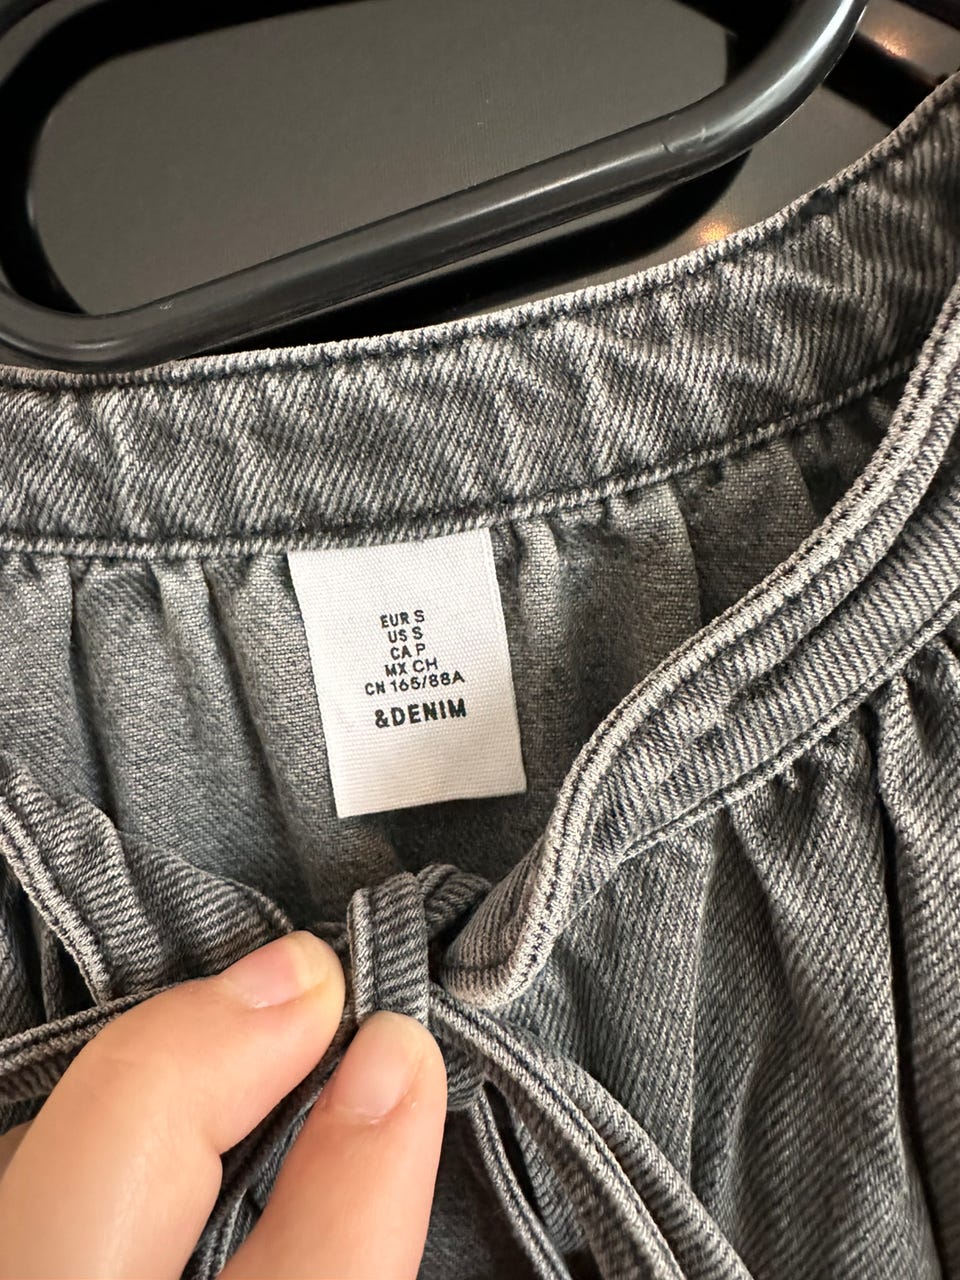 EUR S
US S
CA P
MX CH
CN 165/88A
&DENIM